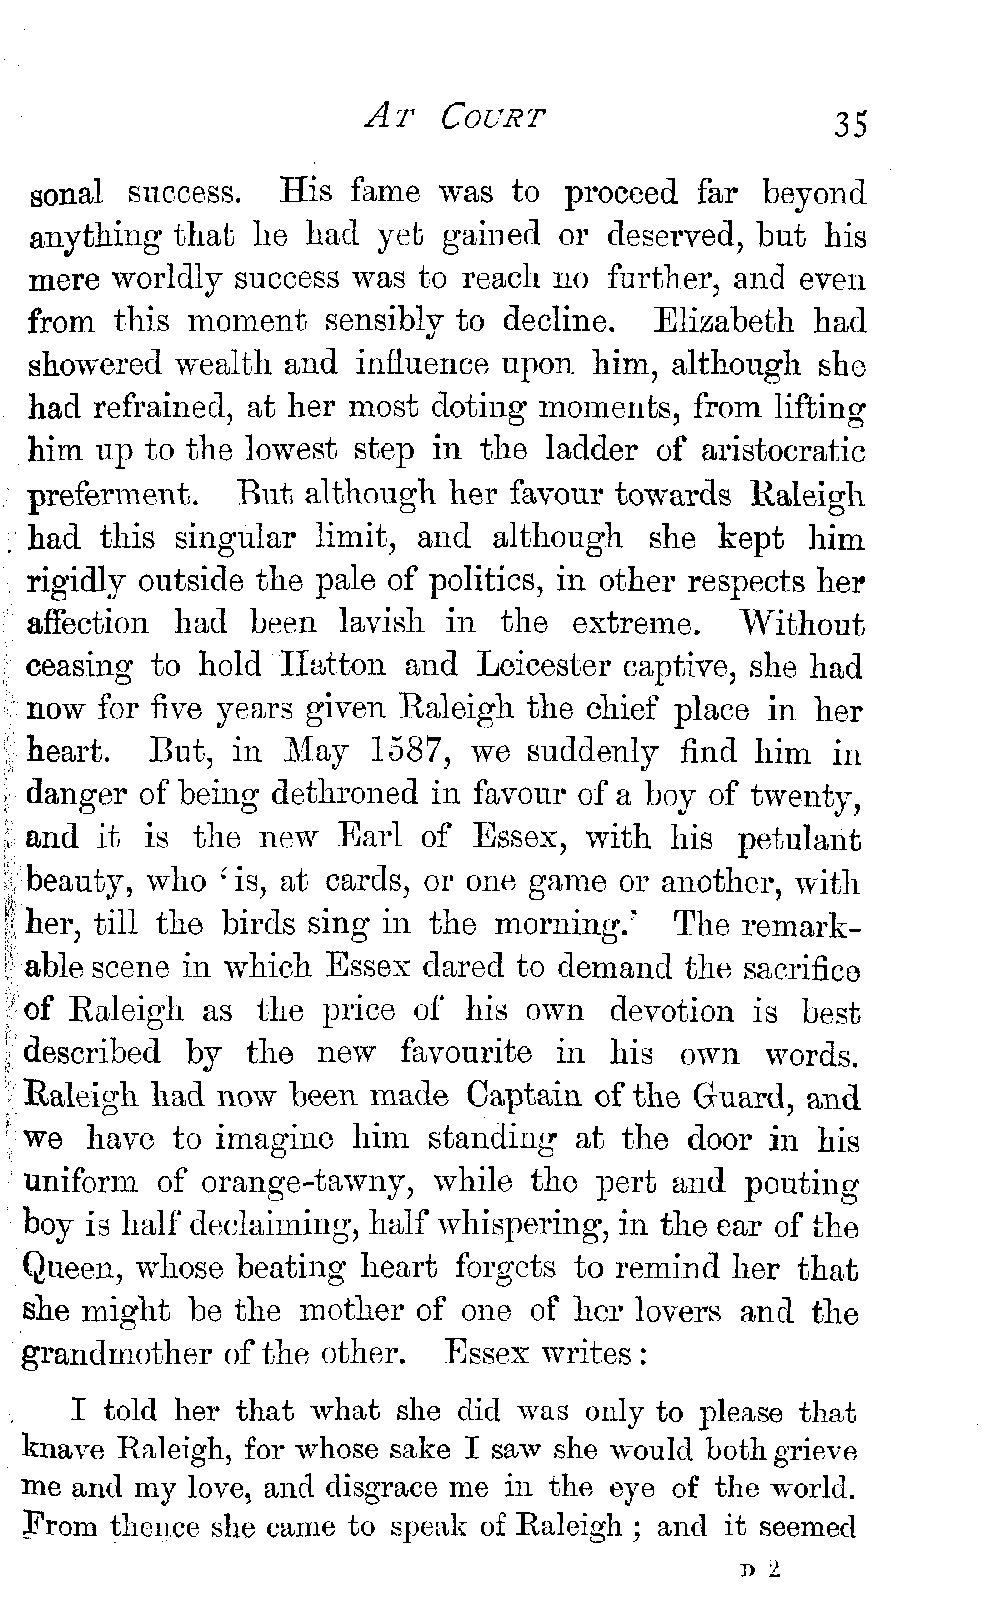 At Court 35
sonal success. His fame was to proceed far beyond
anything that he had yet gained or deserved, but his
mere worldly success was to reach no further, and even
from this moment sensibly to decline. Elizabeth had
showered wealth and influence upon him, although she
had refrained, at her most doting moments, from lifting
him up to the lowest step in the ladder of aristocratic
preferment. But although her favour towards Raleigh
had this singular limit, and although she kept him
rigidly outside the pale of politics, in other respects her
affection had been lavish in the extreme. Without
ceasing to hold Hatton and Leicester captive, she had
now for five years given Raleigh the chief place in her
heart. But, in May 1587, we suddenly find him in
danger of being dethroned in favour of a boy of twenty,
and it is the new Earl of Essex, with his petulant
beauty, who ‘is, at cards, or one game or another, with
her, till the birds sing in the morning.’ The remark-
able scene in which Essex dared to demand the sacrifice
of Raleigh as the price of his own devotion is best
described by the new favourite in his own words.
Raleigh had now been made Captain of the Guard, and
we have to imagine him standing at the door in his
uniform of orange-tawny, while the pert and pouting
boy is half declaiming, half whispering, in the ear of the
Queen, whose beating heart forgets to remind her that
she might be the mother of one of her lovers and the
grandmother of the other. Essex writes:
I told her that what she did was only to please that
knave Raleigh, for whose sake I saw she would both grieve
me and my love, and disgrace me in the eye of the world.
From thence she came to speak of Raleigh; and it seemed
D 2